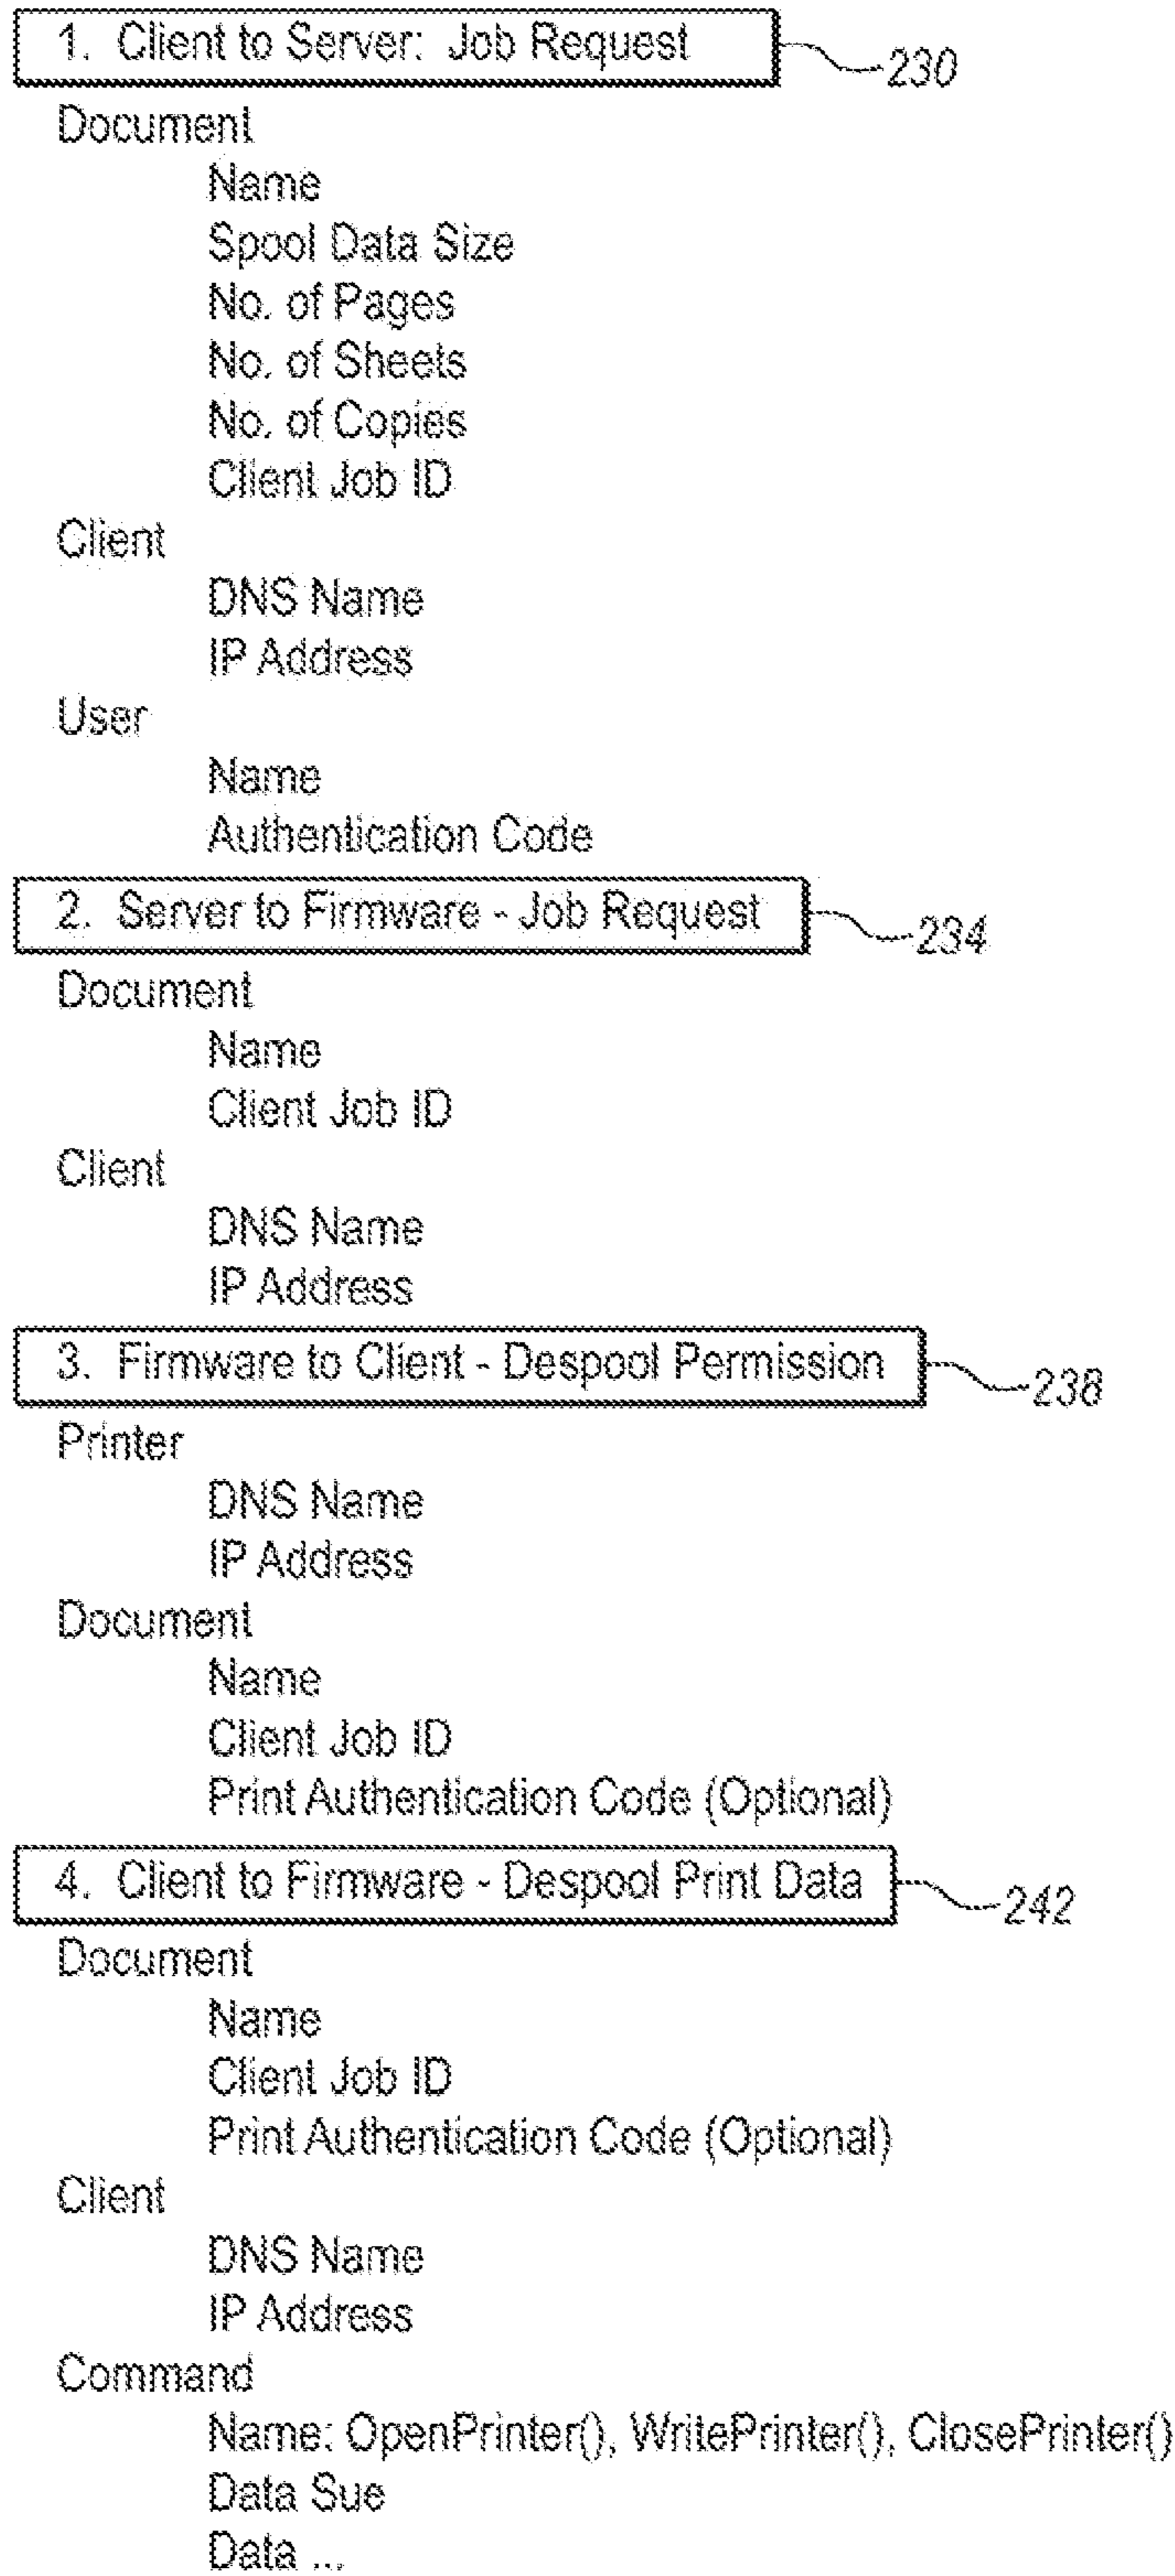 1. Client to Server: Job Request
230
Document
Name
Spool Data Size
No. of Pages
No. of Sheets
No. of Copies
Client Job ID
Client
DNS Name
IP Address
User
Name
Authentication Code
2. Server to Firmware - Job Request
234
Document
Name
Client Job ID
Client
DNS Name
IP Address
3. Firmware to Client - Despool Permission
238
Printer
DNS Name
IP Address
Document
Name
Client Job ID
Print Authentication Code (Optional)
4. Client to Firmware - Despool Print Data
242
Document
Name
Client Job ID
Print Authentication Code (Optional)
Client
DNS Name
IP Address
Command
Name: OpenPrinter(), WritePrinter(), ClosePrinter()
Data Sue
Data ...